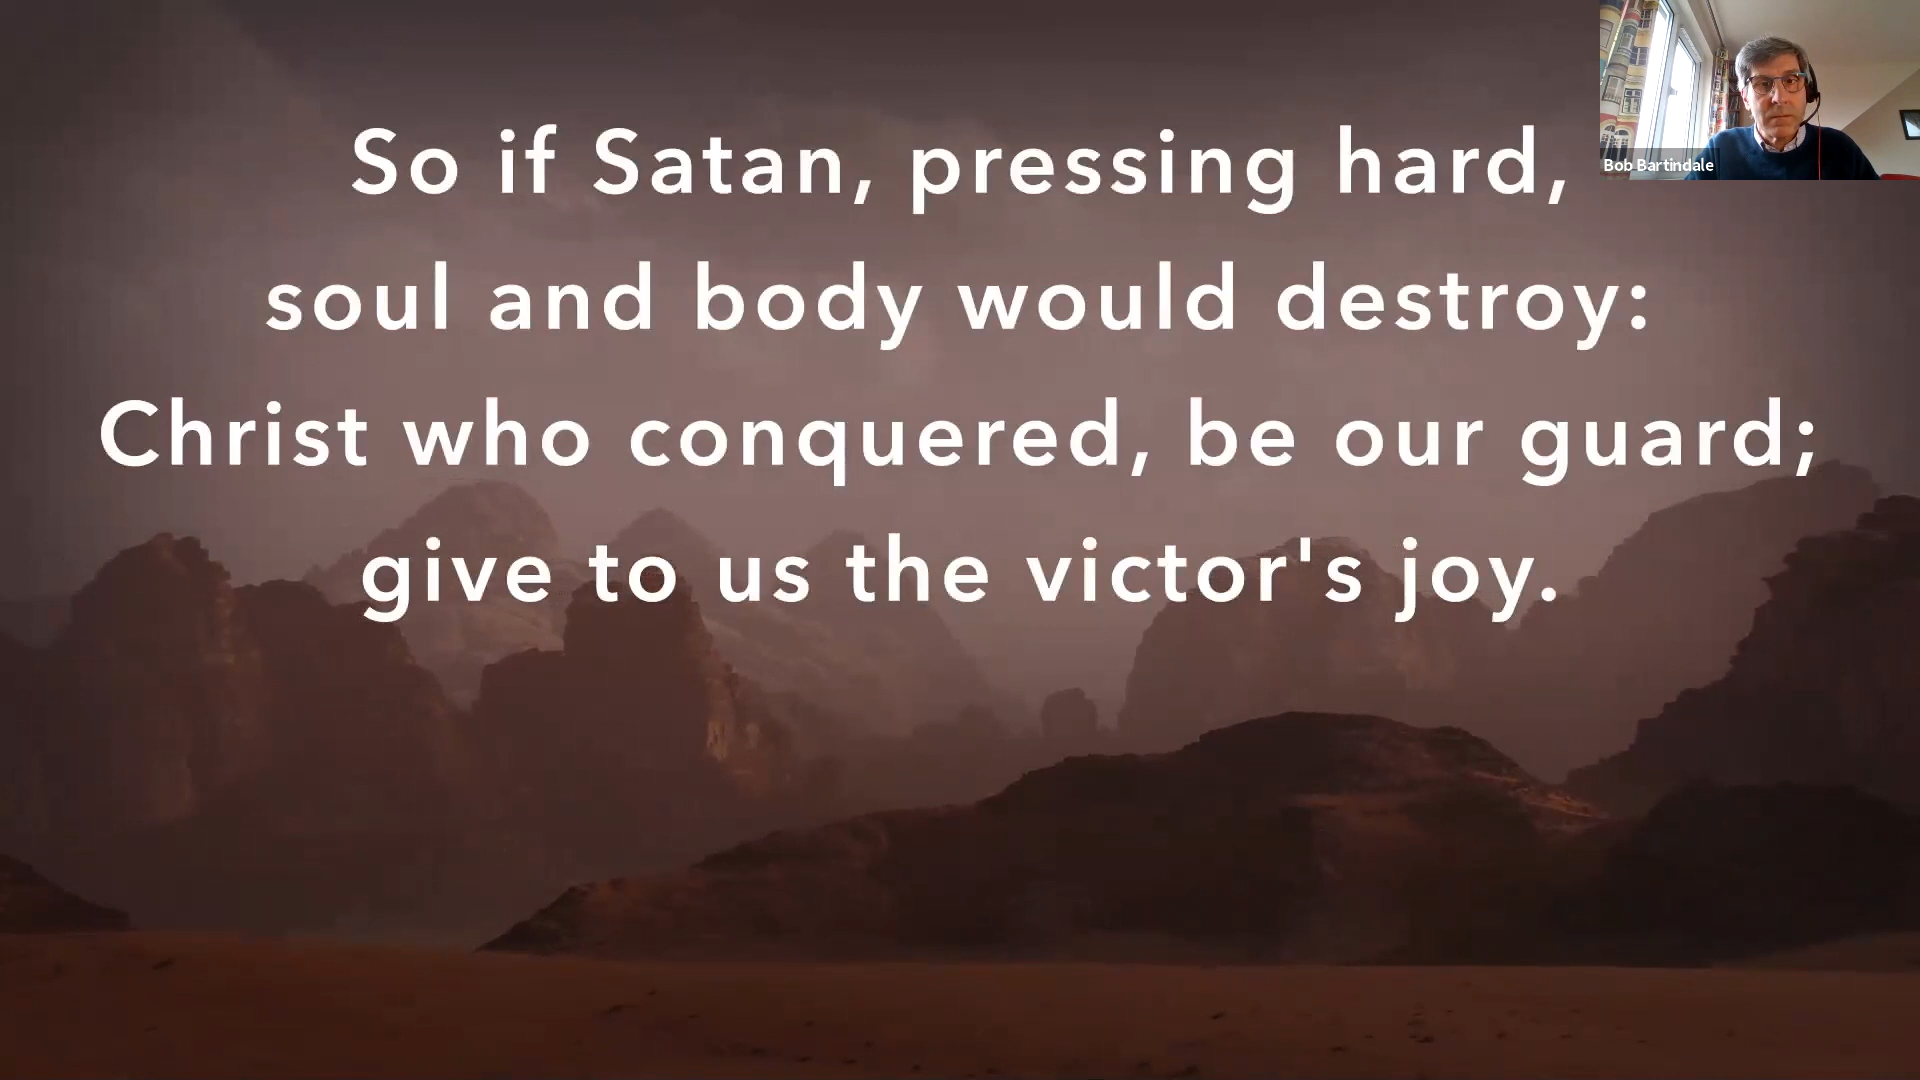 So if Satan, pressing hard,
soul and body would destroy:
Christ who conquered, be our guard;
give to us the victor's joy.
Bob Bartindale